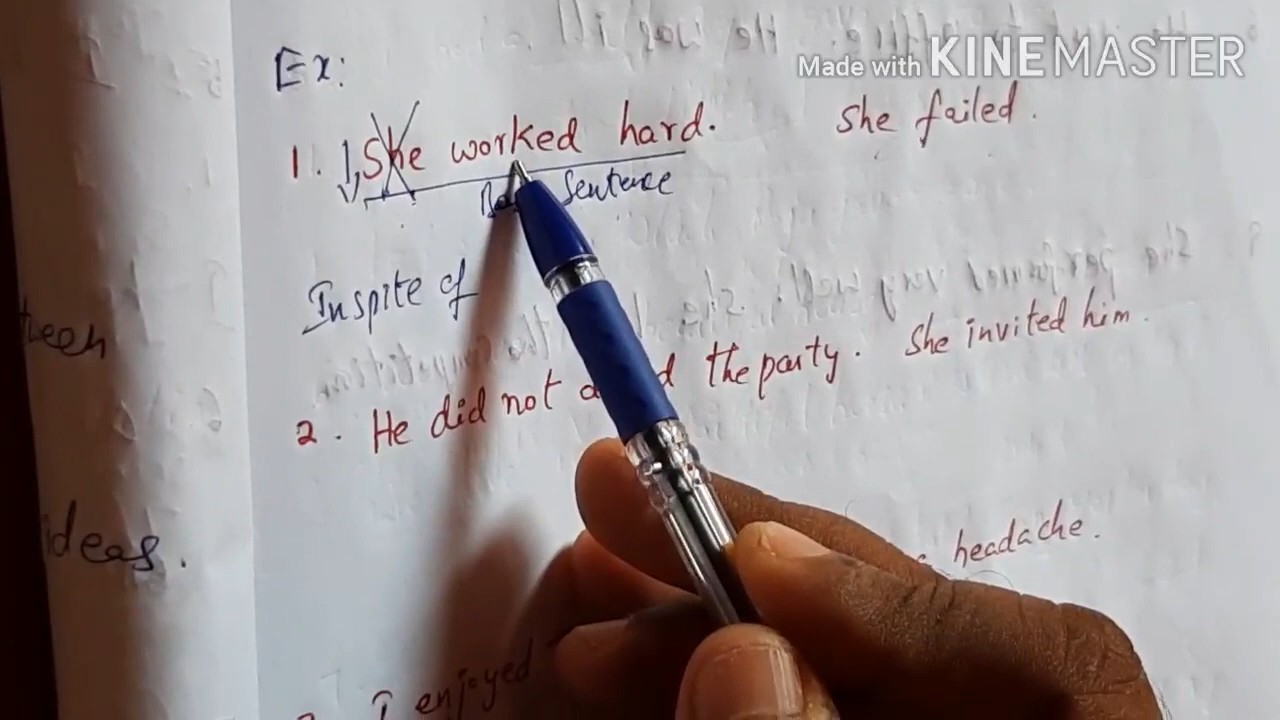 Made with KINEMASTER
Ex:
1. She worked hard. She failed.
Sentence
Inspite of
tween
2. He did not the party. She invited him.
ideas.
headache.
I enjoyed